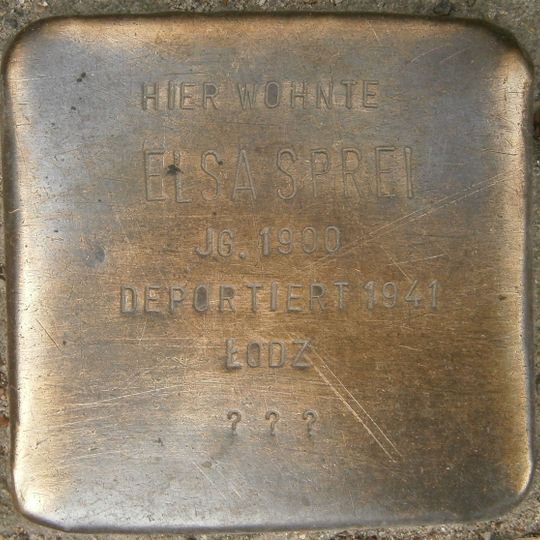 HIER WOHNTE
ELSA SPREI
JG. 1900
DEPORTIERT 1941
ŁODZ
? ? ?